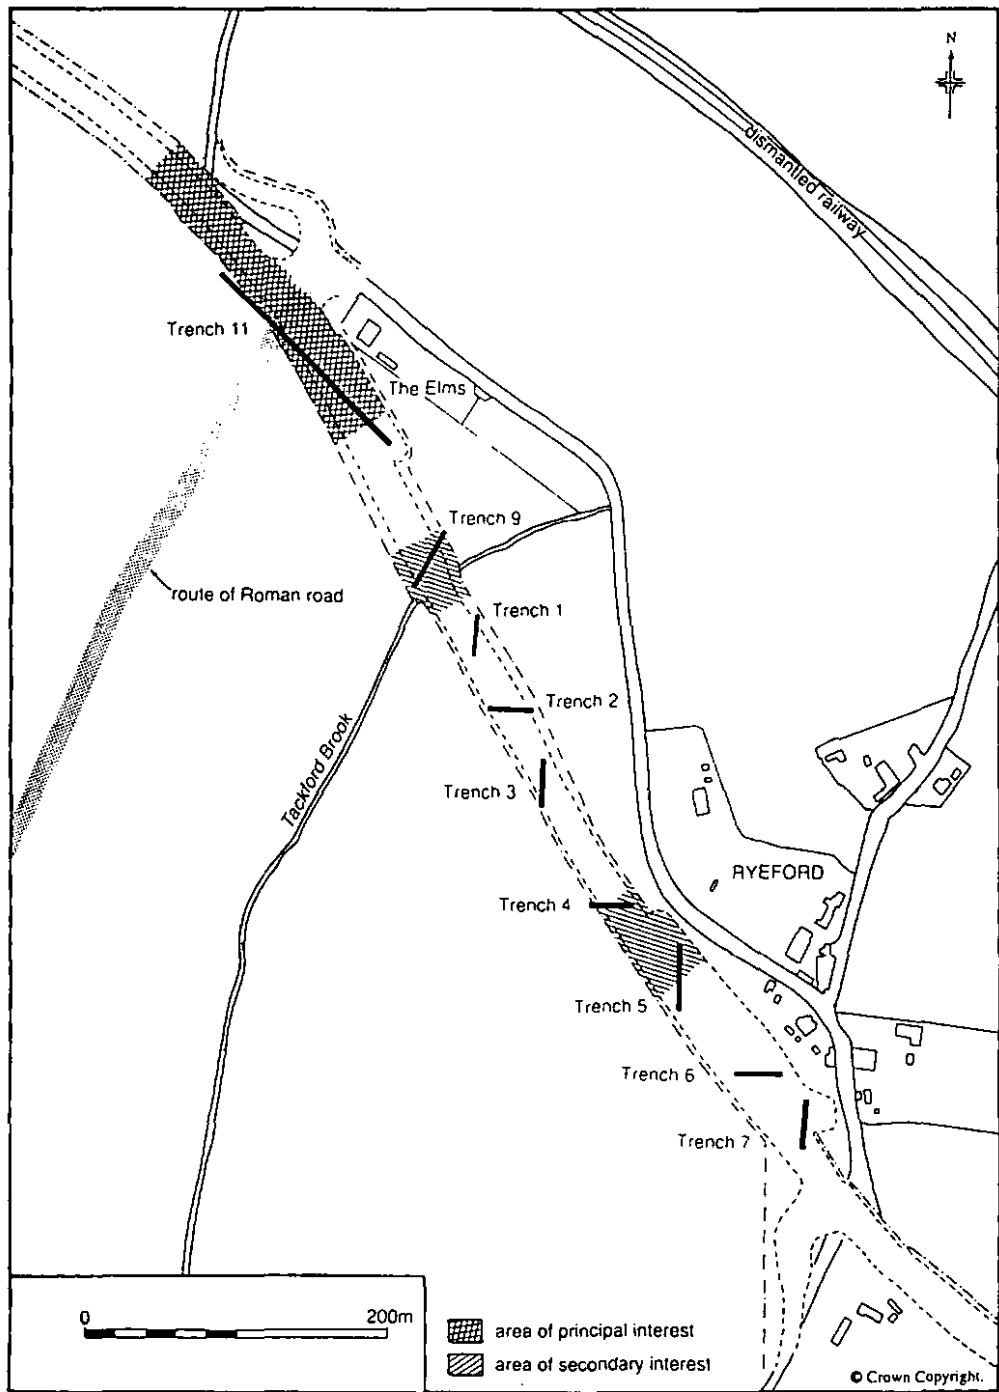 N
dismantled railway
Trench 11
The Elms
Trench 9
route of Roman road
Trench 1
Trench 2
Tackford Brook
Trench 3
RYEFORD
Trench 4
Trench 5
Trench 6
Trench 7
0 200m
area of principal interest
area of secondary interest
© Crown Copyright.